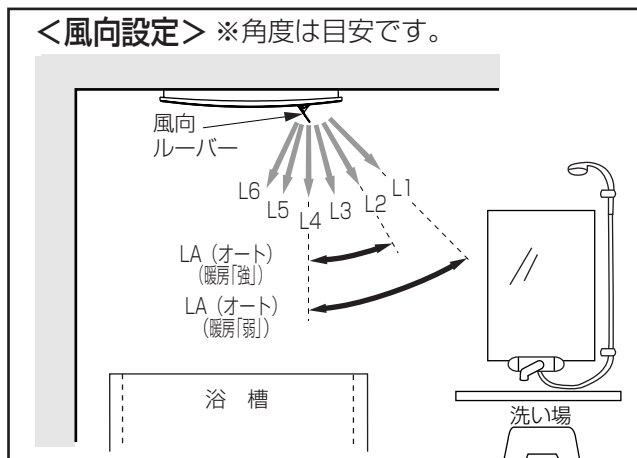 ＜風向設定＞ ※角度は目安です。
風向
ルーバー
L6
L5
L4
L3
L2
L1
LA（オート）
（暖房「強」）
LA（オート）
（暖房「弱」）
浴　槽
洗い場